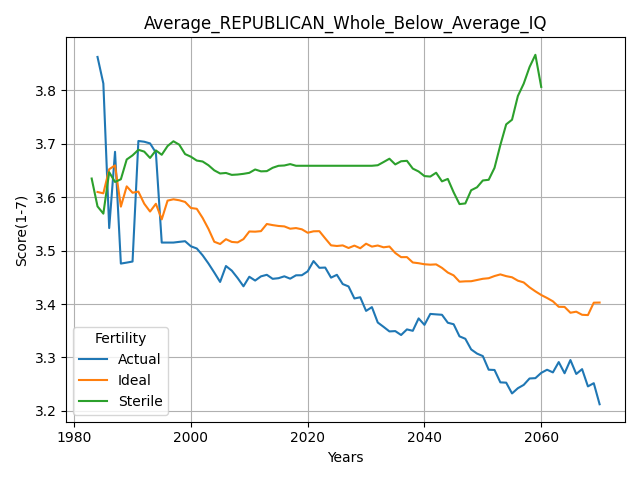 Average_REPUBLICAN_Whole_Below_Average_IQ
Score(1-7)
3.8
3.7
3.6
3.5
3.4
3.3
3.2
Fertility
Actual
Ideal
Sterile
1980
2000
2020
2040
2060
Years